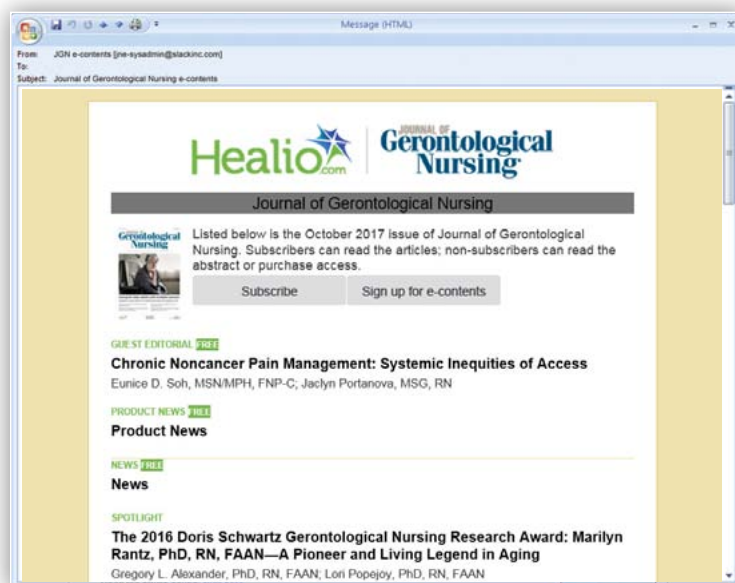 Message (HTML)
From: JGN e-contents [jne-sysadmin@slackinc.com]
To:
Subject: Journal of Gerontological Nursing e-contents
Healio.com
JOURNAL OF
Gerontological
Nursing
Journal of Gerontological Nursing
Gerontological
Nursing
Listed below is the October 2017 issue of Journal of Gerontological
Nursing. Subscribers can read the articles; non-subscribers can read the
abstract or purchase access.
Subscribe
Sign up for e-contents
GUEST EDITORIAL FREE
Chronic Noncancer Pain Management: Systemic Inequities of Access
Eunice D. Soh, MSN/MPH, FNP-C; Jaclyn Portanova, MSG, RN
PRODUCT NEWS FREE
Product News
NEWS FREE
News
SPOTLIGHT
The 2016 Doris Schwartz Gerontological Nursing Research Award: Marilyn
Rantz, PhD, RN, FAAN—A Pioneer and Living Legend in Aging
Gregory L. Alexander, PhD, RN, FAAN; Lori Popejoy, PhD, RN, FAAN